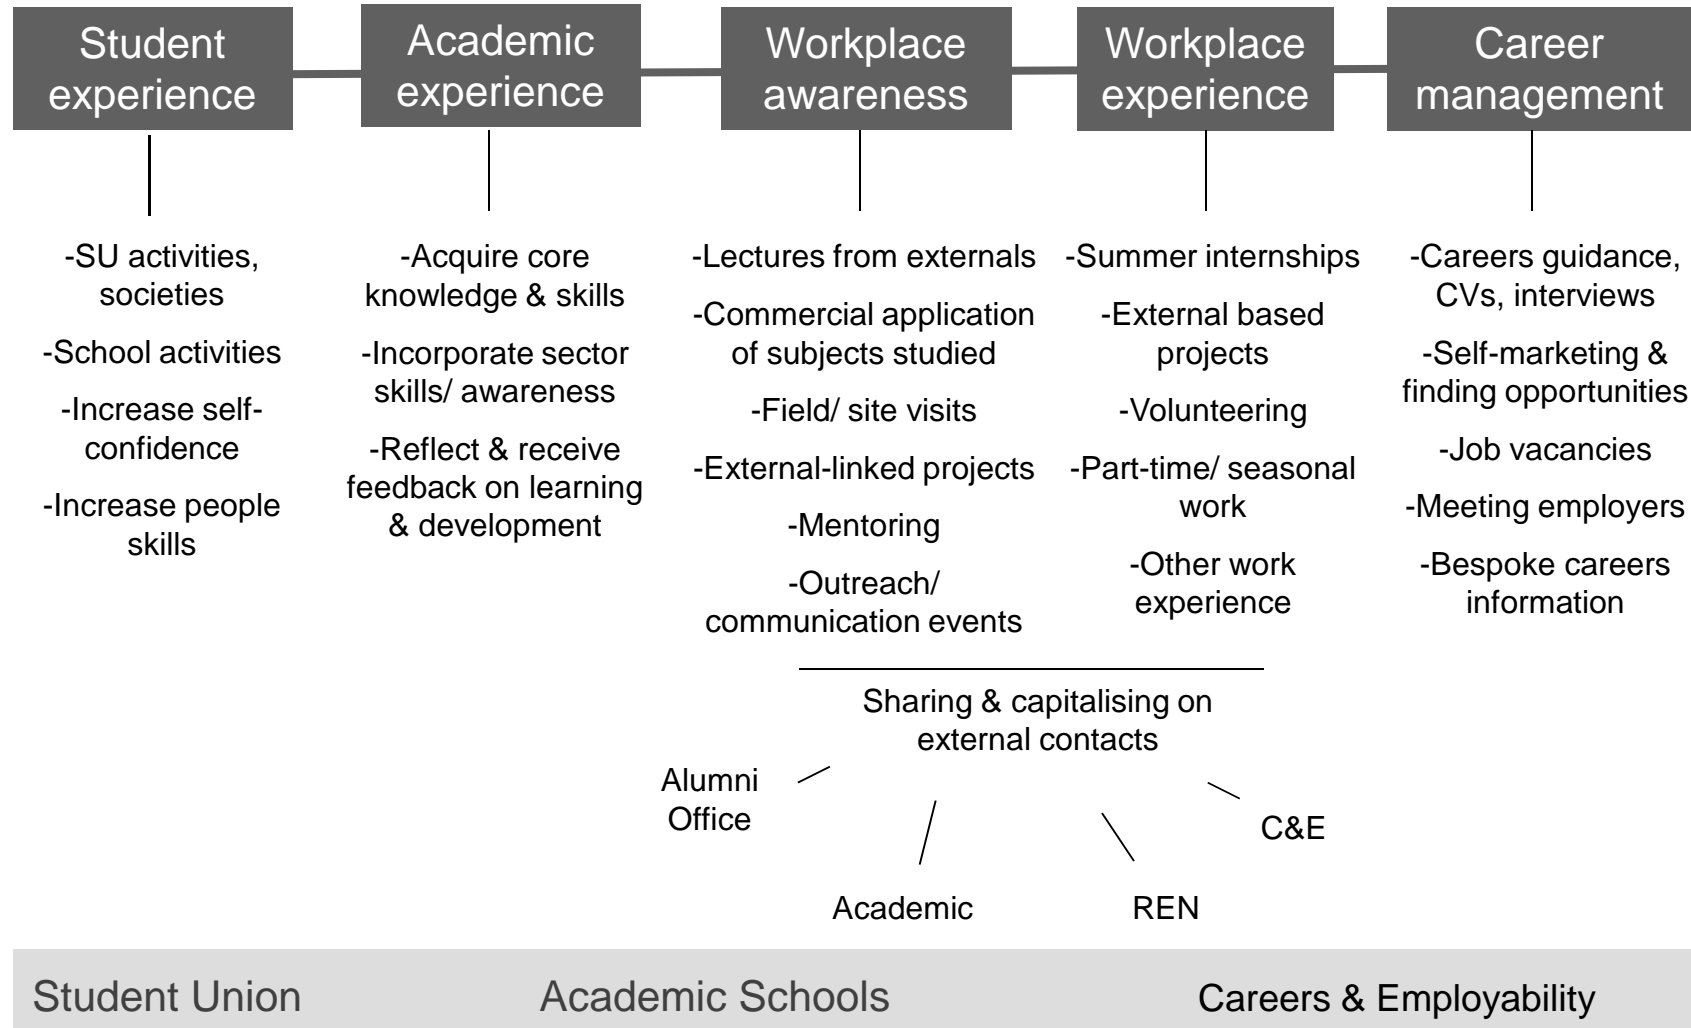 Student
experience
Academic
experience
Workplace
awareness
Workplace
experience
Career
management
-SU activities,
societies
-School activities
-Increase self-
confidence
-Increase people
skills
-Acquire core
knowledge & skills
-Incorporate sector
skills/ awareness
-Reflect & receive
feedback on learning
& development
-Lectures from externals
-Commercial application
of subjects studied
-Field/ site visits
-External-linked projects
-Mentoring
-Outreach/
communication events
-Summer internships
-External based
projects
-Volunteering
-Part-time/ seasonal
work
-Other work
experience
-Careers guidance,
CVs, interviews
-Self-marketing &
finding opportunities
-Job vacancies
-Meeting employers
-Bespoke careers
information
Sharing & capitalising on
external contacts
Alumni
Office
Academic
REN
C&E
Student Union
Academic Schools
Careers & Employability